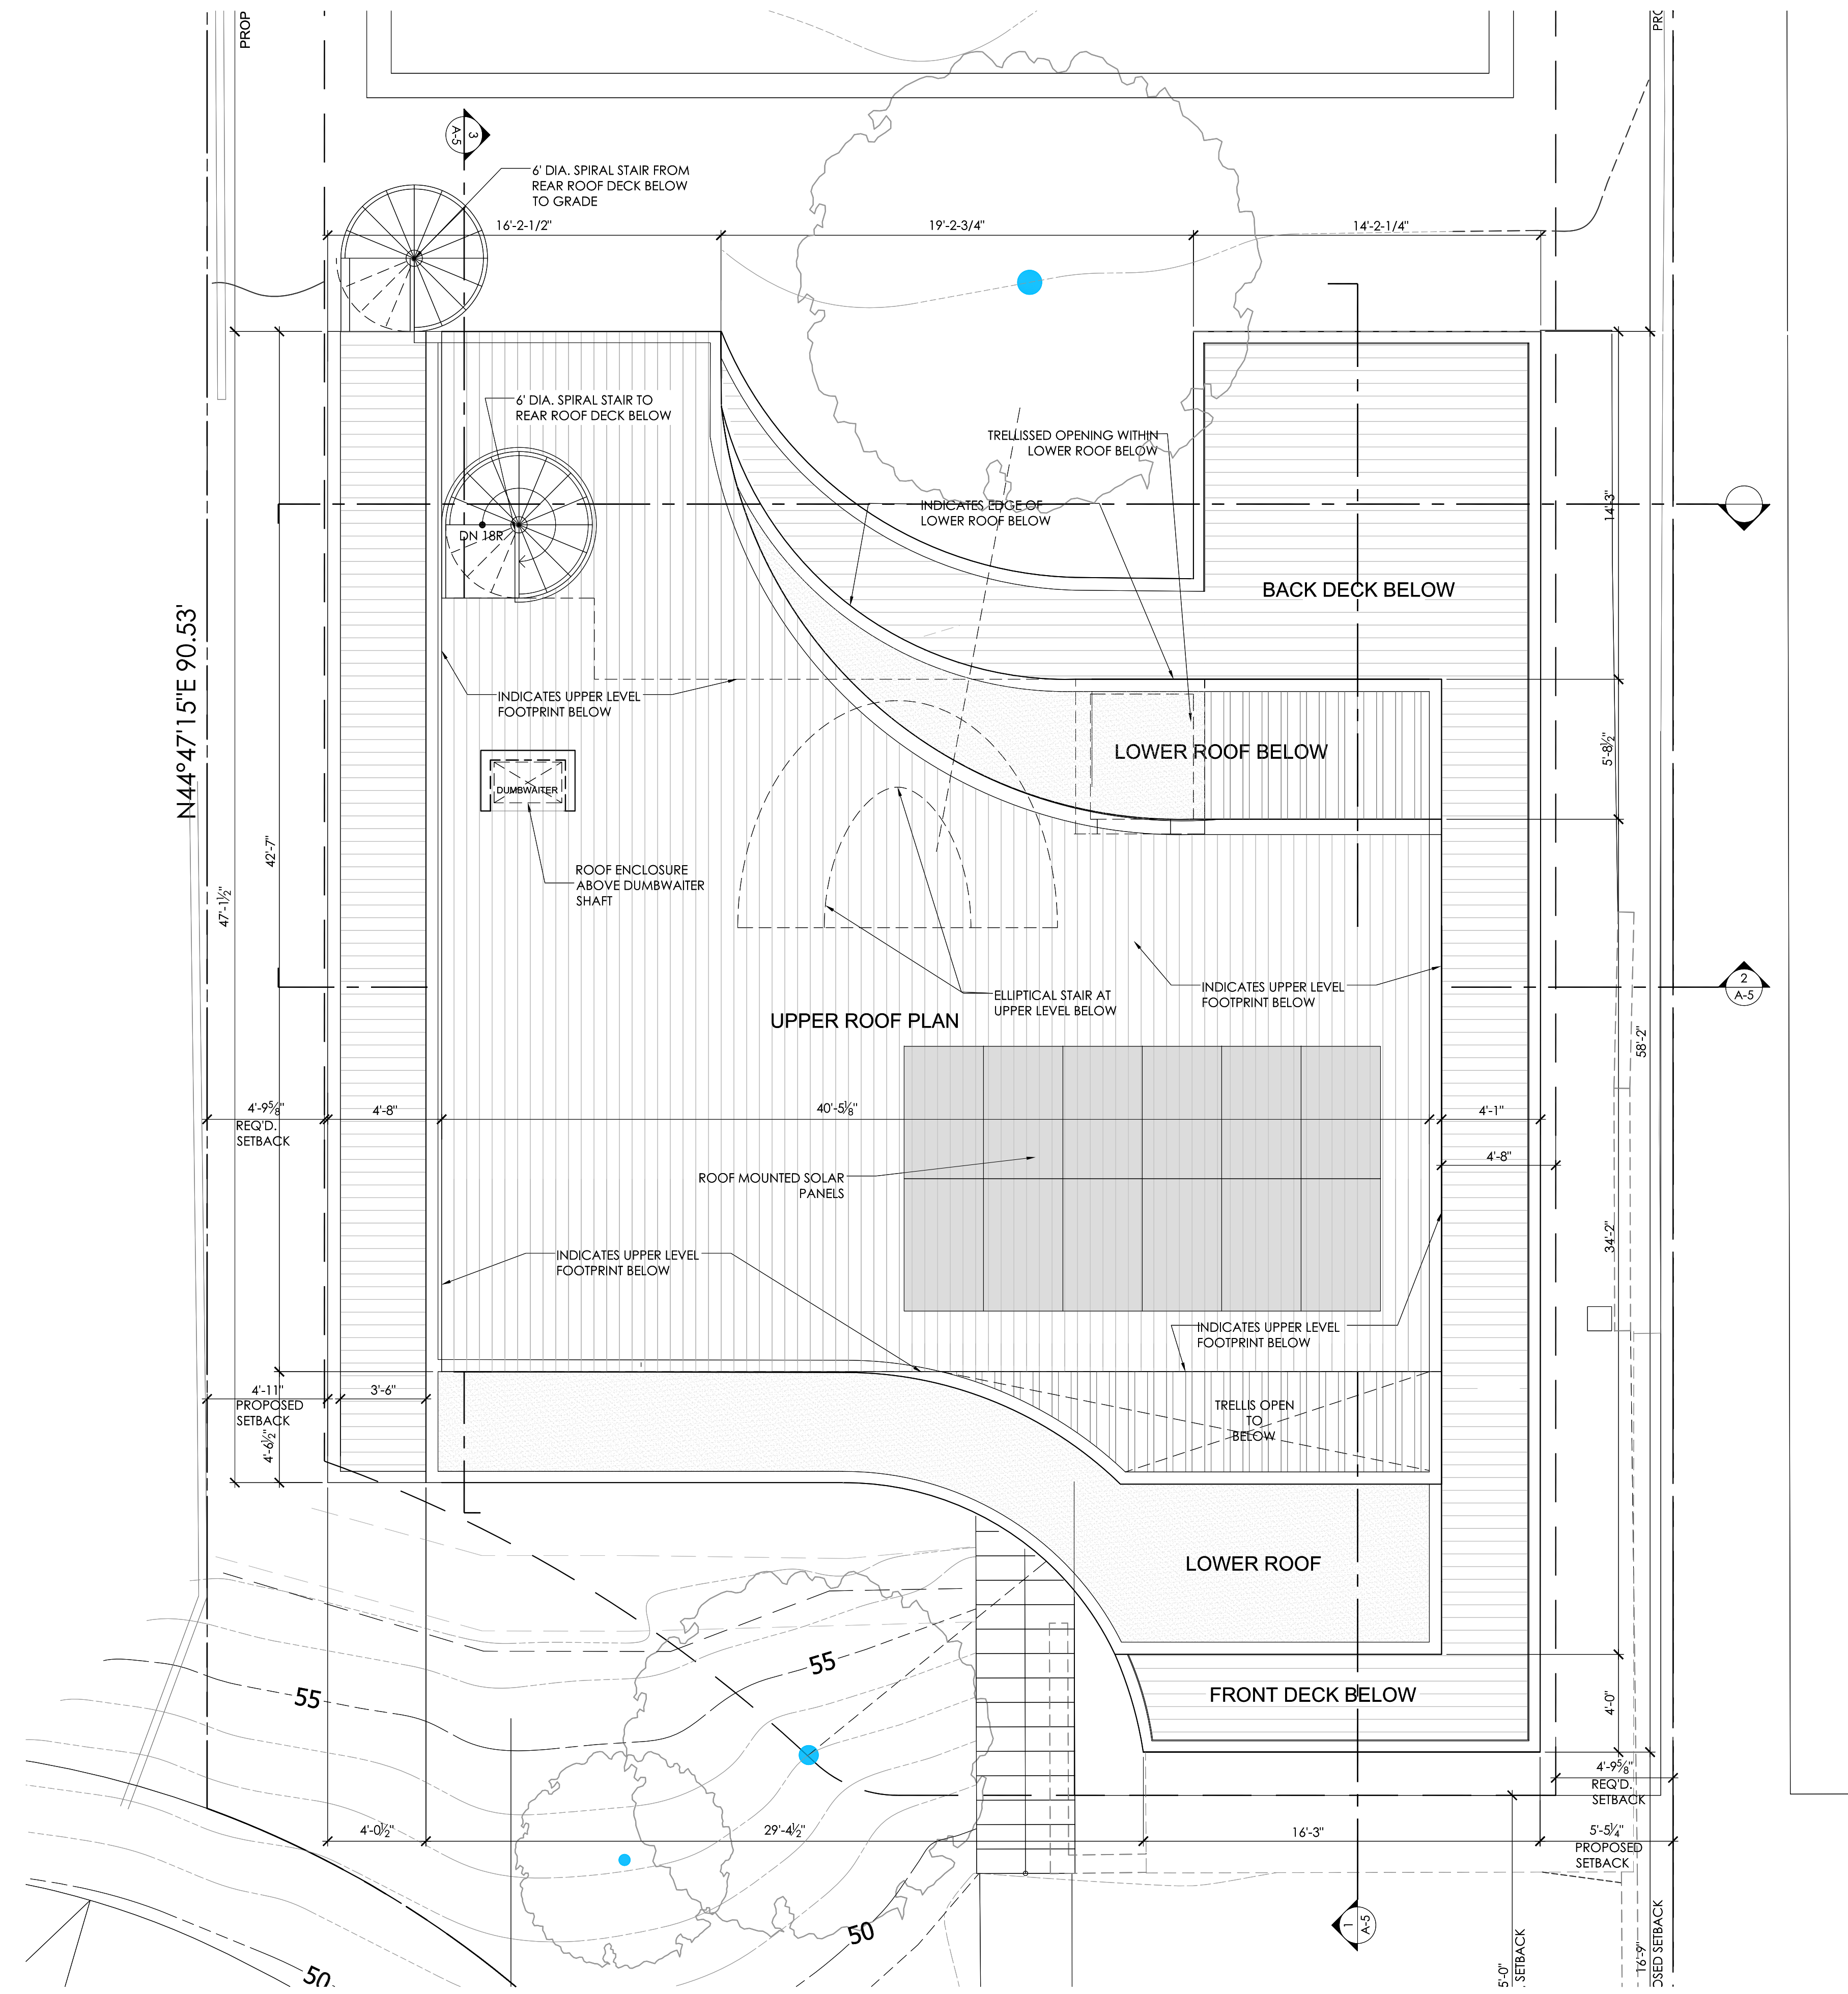 PROP
3
A-5
6' DIA. SPIRAL STAIR FROM
REAR ROOF DECK BELOW
TO GRADE
16'-2-1/2"
19'-2-3/4"
14'-2-1/4"
6' DIA. SPIRAL STAIR TO
REAR ROOF DECK BELOW
TRELLISSED OPENING WITHIN
LOWER ROOF BELOW
INDICATES EDGE OF
LOWER ROOF BELOW
14'-3"
DN 18R
BACK DECK BELOW
N44°47'15"E 90.53'
INDICATES UPPER LEVEL
FOOTPRINT BELOW
LOWER ROOF BELOW
5'-8½"
DUMBWAITER
42'-7"
47'-1½"
ROOF ENCLOSURE
ABOVE DUMBWAITER
SHAFT
INDICATES UPPER LEVEL
FOOTPRINT BELOW
2
A-5
ELLIPTICAL STAIR AT
UPPER LEVEL BELOW
UPPER ROOF PLAN
58'-2"
4'-9⅝"
REQ'D.
SETBACK
4'-8"
40'-5⅛"
4'-1"
4'-8"
ROOF MOUNTED SOLAR
PANELS
34'-2"
INDICATES UPPER LEVEL
FOOTPRINT BELOW
INDICATES UPPER LEVEL
FOOTPRINT BELOW
4'-11"
PROPOSED
SETBACK
3'-6"
4'-6½"
TRELLIS OPEN
TO
BELOW
LOWER ROOF
55
55
FRONT DECK BELOW
4'-0"
4'-9⅝"
REQ'D.
SETBACK
4'-0½"
29'-4½"
16'-3"
5'-5¼"
PROPOSED
SETBACK
1
A-5
50
50
5'-0"
SETBACK
16'-9"
OSED SETBACK